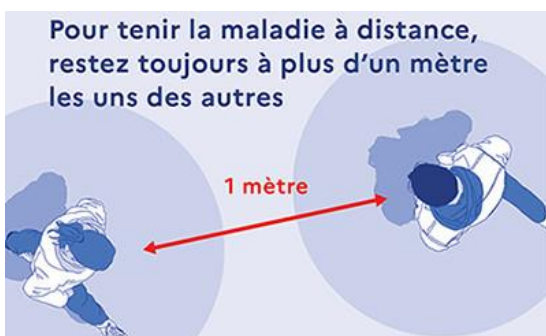 Pour tenir la maladie à distance,
restez toujours à plus d'un mètre
les uns des autres
1 mètre